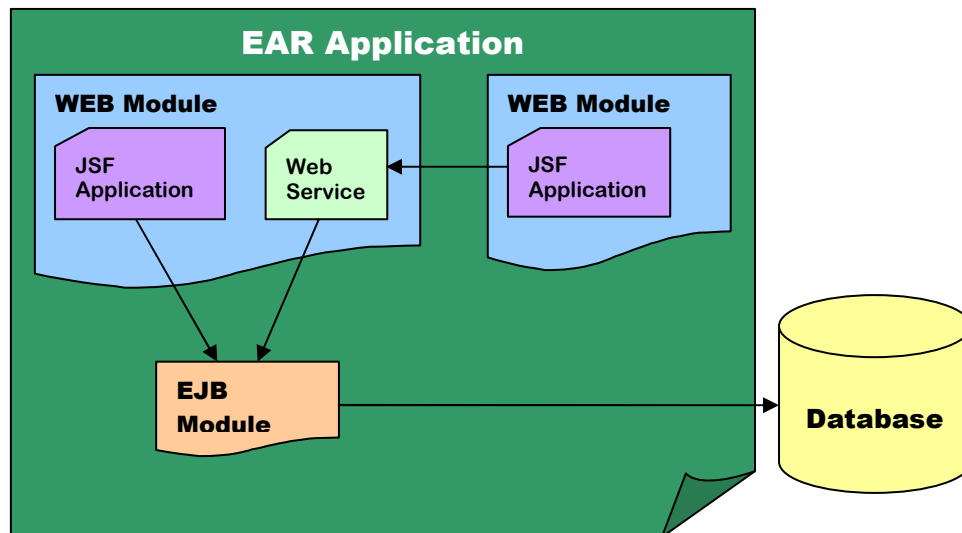 EAR Application
WEB Module
JSF
Application
Web
Service
WEB Module
JSF
Application
EJB
Module
Database